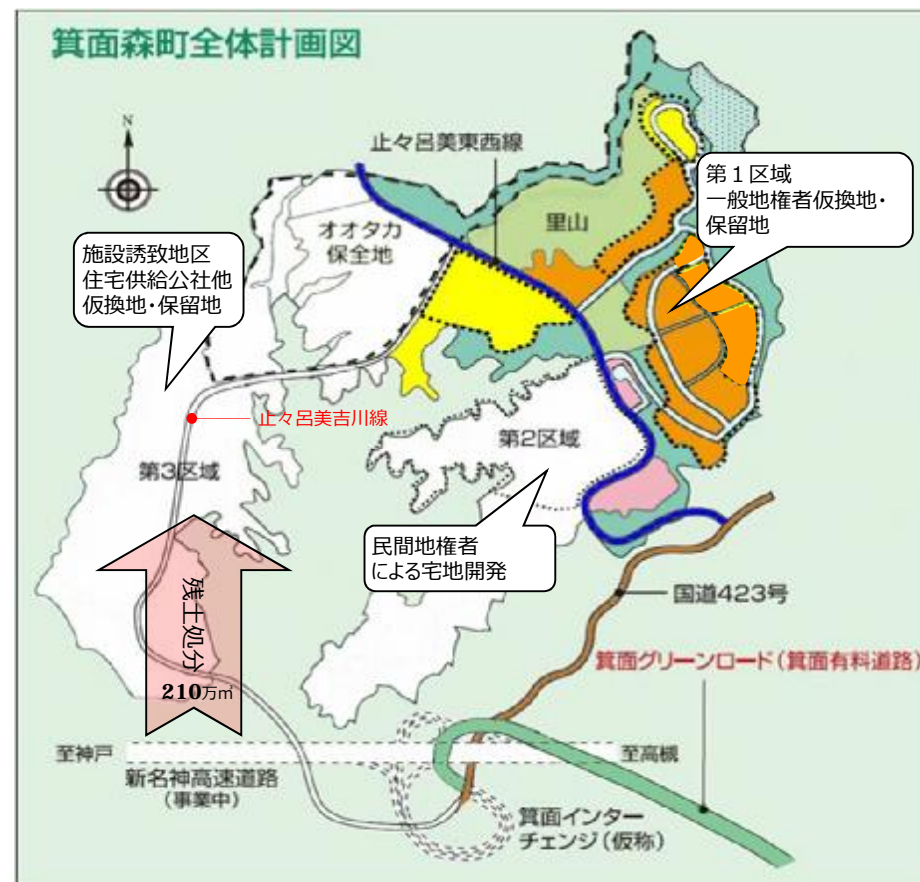 箕面森町全体計画図
N
止々呂美東西線
第1区域
一般地権者仮換地・
保留地
里山
オオタカ
保全地
施設誘致地区
住宅供給公社他
仮換地・保留地
止々呂美吉川線
第2区域
第3区域
民間地権者
による宅地開発
国道423号
残土処分
210万㎥
箕面グリーンロード(箕面有料道路)
至神戸
至高槻
新名神高速道路
(事業中)
箕面インター
チェンジ(仮称)